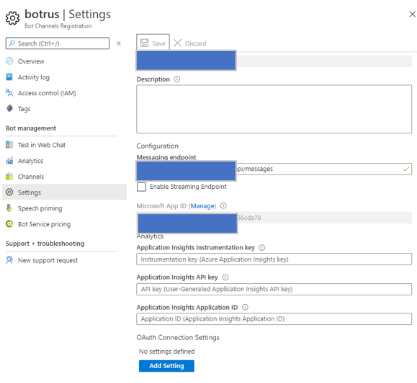 botrus | Settings
Bot Channels Registration
Search (Ctrl+/)
Overview
Activity log
Access control (IAM)
Tags
Bot management
Test in Web Chat
Analytics
Channels
Settings
Speech priming
Bot Service pricing
Support + troubleshooting
New support request
Save Discard
Description
Configuration
Messaging endpoint
pi/messages
Enable Streaming Endpoint
Microsoft App ID (Manage)
96cda78
Analytics
Application Insights Instrumentation key
Instrumentation key (Azure Application Insights key)
Application Insights API key
API key (User-Generated Application Insights API key)
Application Insights Application ID
Application ID (Application Insights Application ID)
OAuth Connection Settings
No settings defined
Add Setting